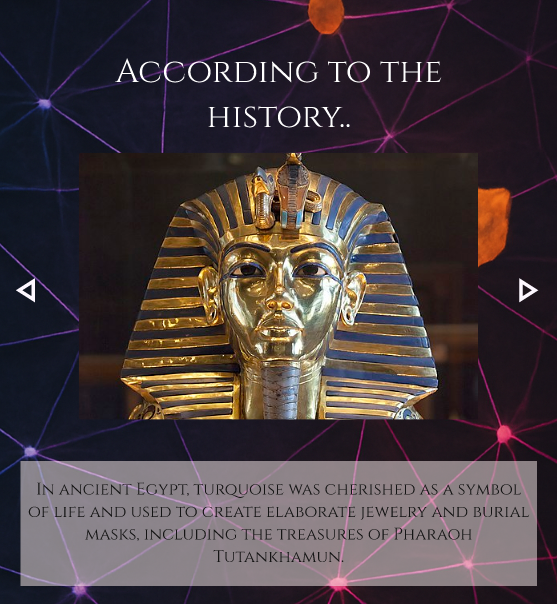 According to the
history..
In ancient Egypt, turquoise was cherished as a symbol
of life and used to create elaborate jewelry and burial
masks, including the treasures of Pharaoh
Tutankhamun.